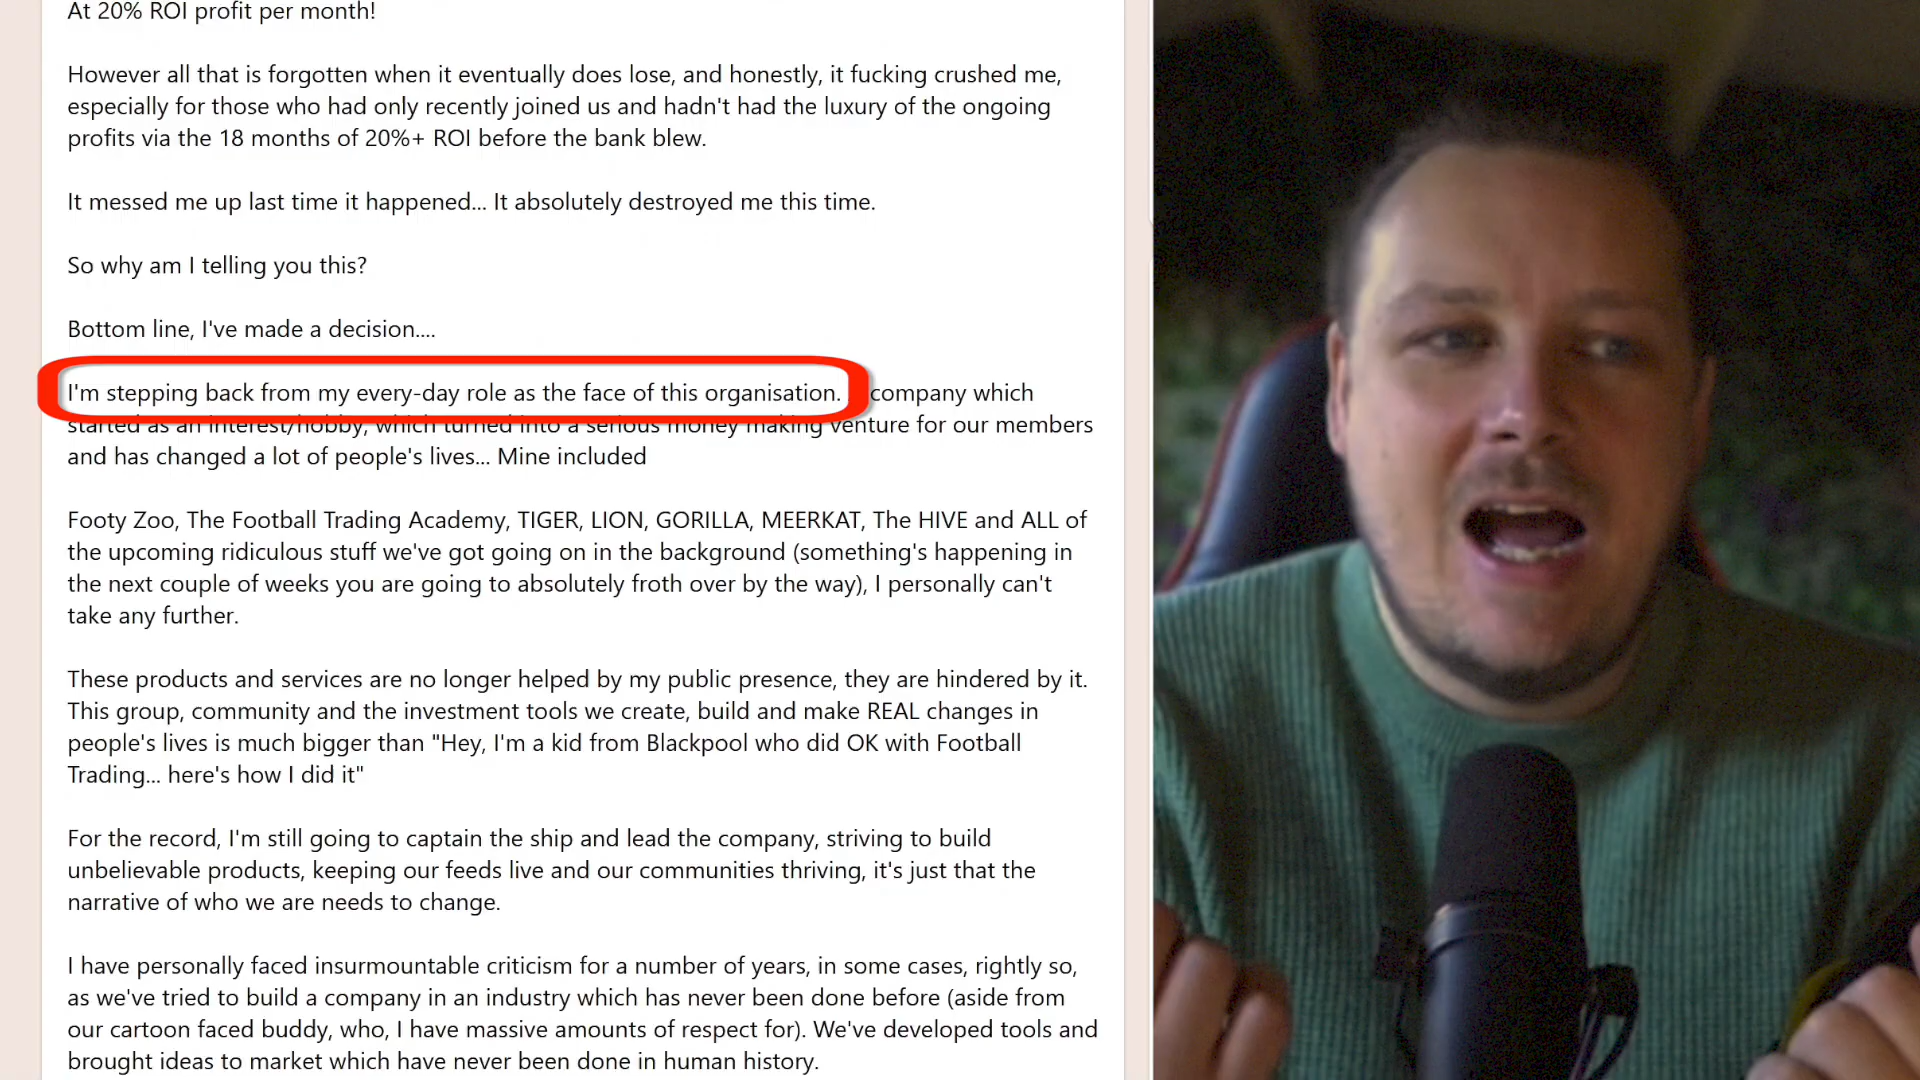 At 20% ROI profit per month!
However all that is forgotten when it eventually does lose, and honestly, it fucking crushed me,
especially for those who had only recently joined us and hadn't had the luxury of the ongoing
profits via the 18 months of 20%+ ROI before the bank blew.
It messed me up last time it happened... It absolutely destroyed me this time.
So why am I telling you this?
Bottom line, I've made a decision....
I'm stepping back from my every-day role as the face of this organisation. company which
started as an interest/hobby, which turned into a serious money making venture for our members
and has changed a lot of people's lives... Mine included
Footy Zoo, The Football Trading Academy, TIGER, LION, GORILLA, MEERKAT, The HIVE and ALL of
the upcoming ridiculous stuff we've got going on in the background (something's happening in
the next couple of weeks you are going to absolutely froth over by the way), I personally can't
take any further.
These products and services are no longer helped by my public presence, they are hindered by it.
This group, community and the investment tools we create, build and make REAL changes in
people's lives is much bigger than "Hey, I'm a kid from Blackpool who did OK with Football
Trading... here's how I did it"
For the record, I'm still going to captain the ship and lead the company, striving to build
unbelievable products, keeping our feeds live and our communities thriving, it's just that the
narrative of who we are needs to change.
I have personally faced insurmountable criticism for a number of years, in some cases, rightly so,
as we've tried to build a company in an industry which has never been done before (aside from
our cartoon faced buddy, who, I have massive amounts of respect for). We've developed tools and
brought ideas to market which have never been done in human history.